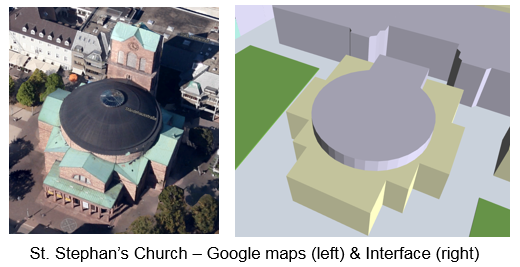 St. Stephan's Church – Google maps (left) & Interface (right)